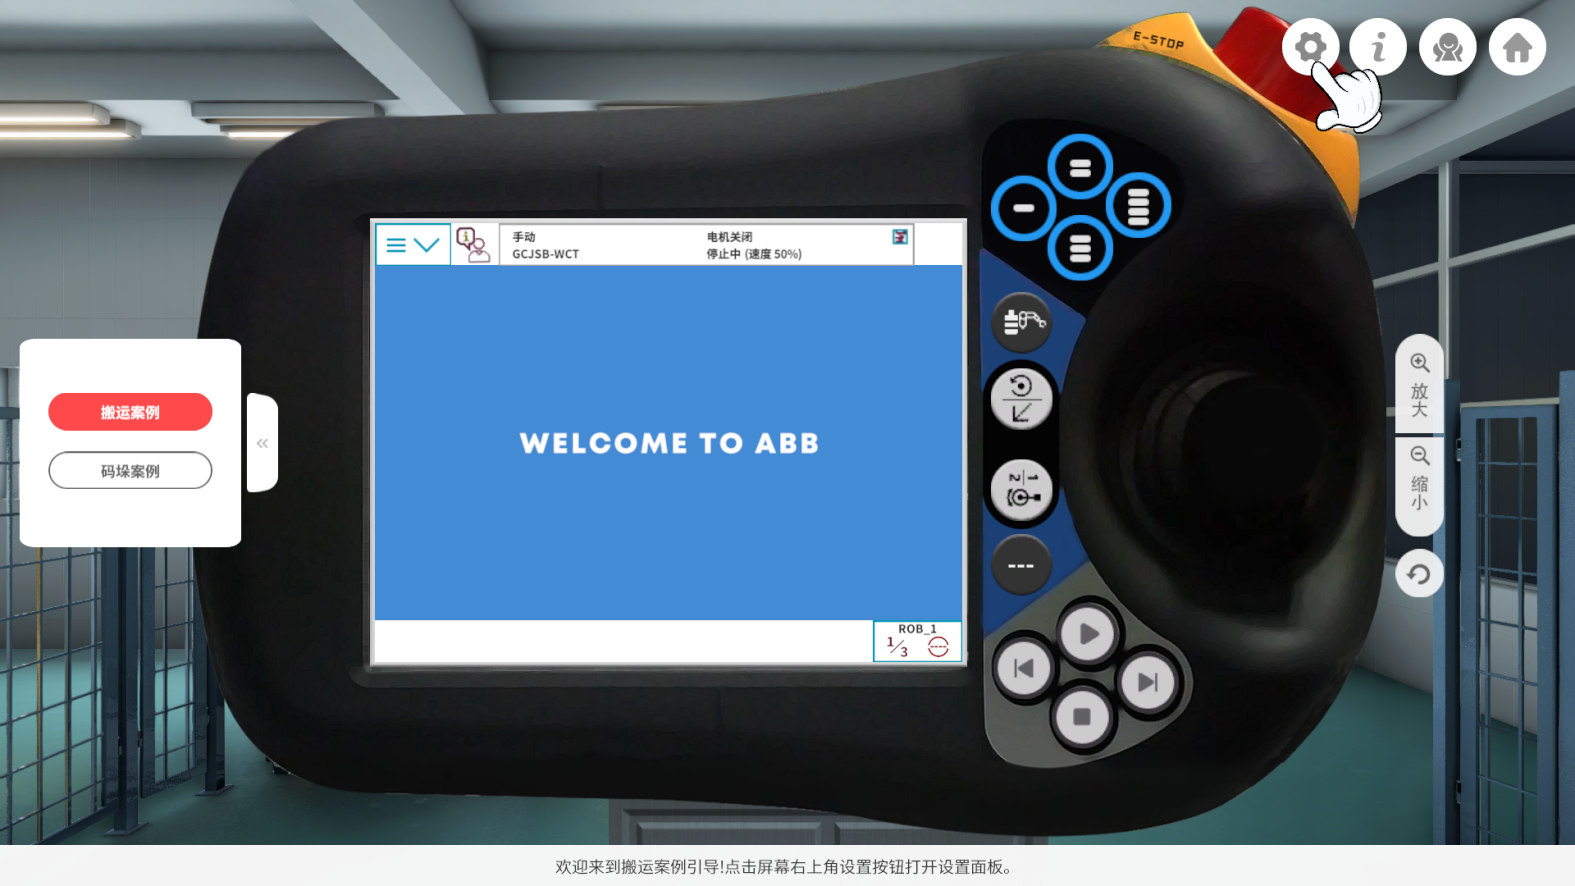 E-STOP
手动
GCJSB-WCT
电机关闭
停止中 (速度 50%)
搬运案例
码垛案例
WELCOME TO ABB
放大
缩小
ROB_1
1/3
欢迎来到搬运案例引导!点击屏幕右上角设置按钮打开设置面板。